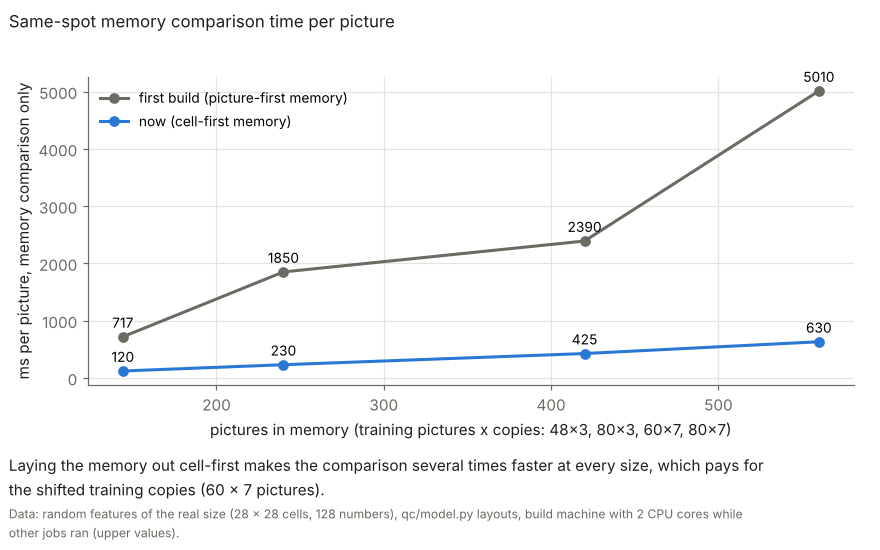 Same-spot memory comparison time per picture
ms per picture, memory comparison only
5000
4000
3000
2000
1000
0
first build (picture-first memory)
now (cell-first memory)
717
1850
2390
5010
120
230
425
630
200
300
400
500
pictures in memory (training pictures x copies: 48×3, 80×3, 60×7, 80×7)
Laying the memory out cell-first makes the comparison several times faster at every size, which pays for
the shifted training copies (60 × 7 pictures).
Data: random features of the real size (28 × 28 cells, 128 numbers), qc/model.py layouts, build machine with 2 CPU cores while
other jobs ran (upper values).